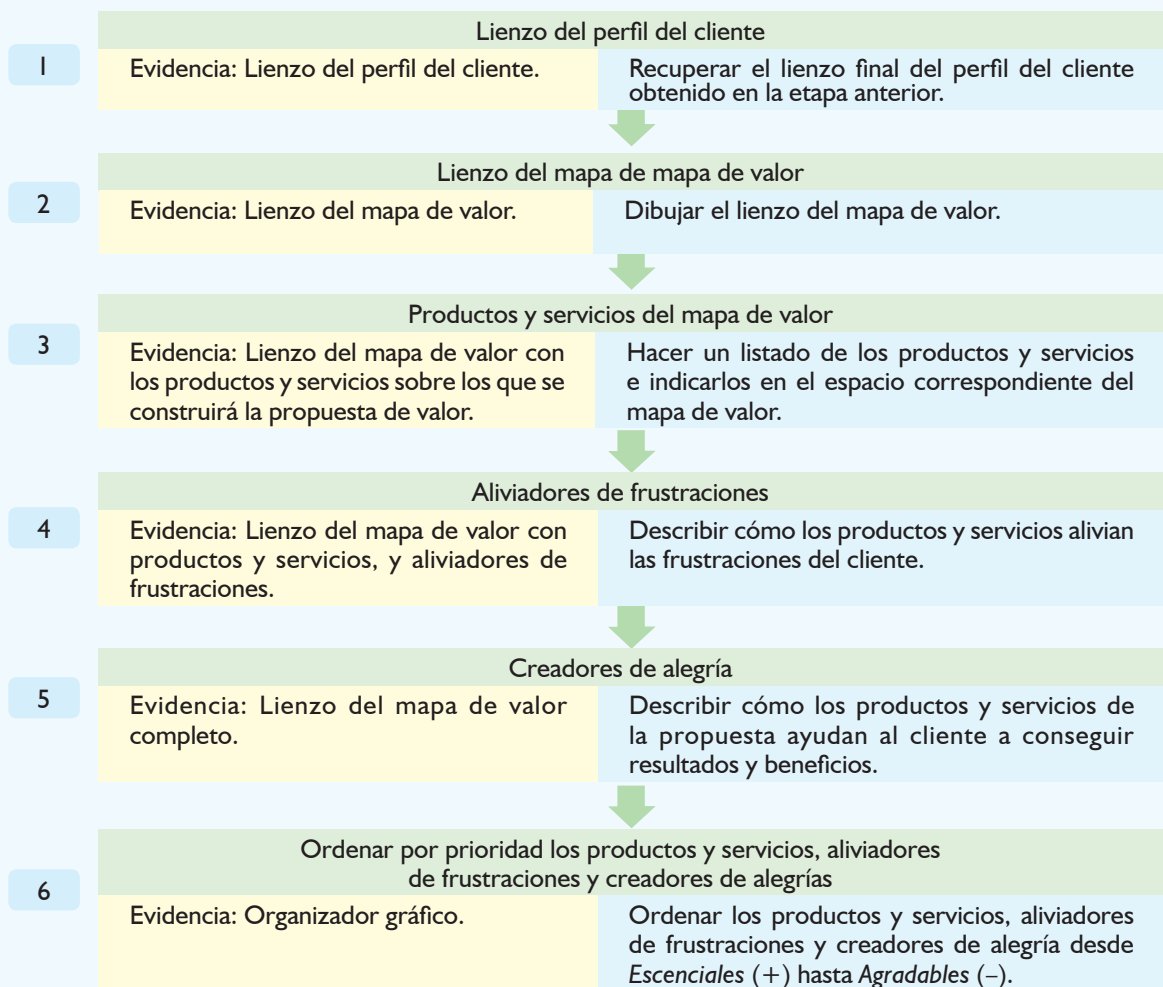 Lienzo del perfil del cliente
1
Evidencia: Lienzo del perfil del cliente.
Recuperar el lienzo final del perfil del cliente
obtenido en la etapa anterior.
Lienzo del mapa de mapa de valor
2
Evidencia: Lienzo del mapa de valor.
Dibujar el lienzo del mapa de valor.
Productos y servicios del mapa de valor
3
Evidencia: Lienzo del mapa de valor con
los productos y servicios sobre los que se
construirá la propuesta de valor.
Hacer un listado de los productos y servicios
e indicarlos en el espacio correspondiente del
mapa de valor.
Aliviadores de frustraciones
4
Evidencia: Lienzo del mapa de valor con
productos y servicios, y aliviadores de
frustraciones.
Describir cómo los productos y servicios alivian
las frustraciones del cliente.
Creadores de alegría
5
Evidencia: Lienzo del mapa de valor
completo.
Describir cómo los productos y servicios de
la propuesta ayudan al cliente a conseguir
resultados y beneficios.
Ordenar por prioridad los productos y servicios, aliviadores
de frustraciones y creadores de alegrías
6
Evidencia: Organizador gráfico.
Ordenar los productos y servicios, aliviadores
de frustraciones y creadores de alegría desde
Escenciales (+) hasta Agradables (–).